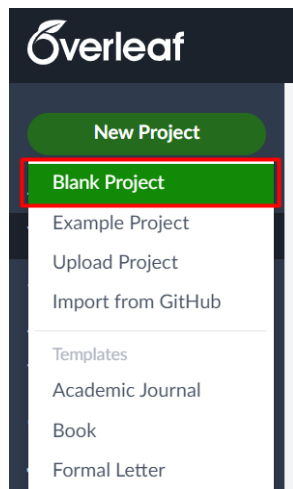 Overleaf
New Project
Blank Project
Example Project
Upload Project
Import from GitHub
Templates
Academic Journal
Book
Formal Letter